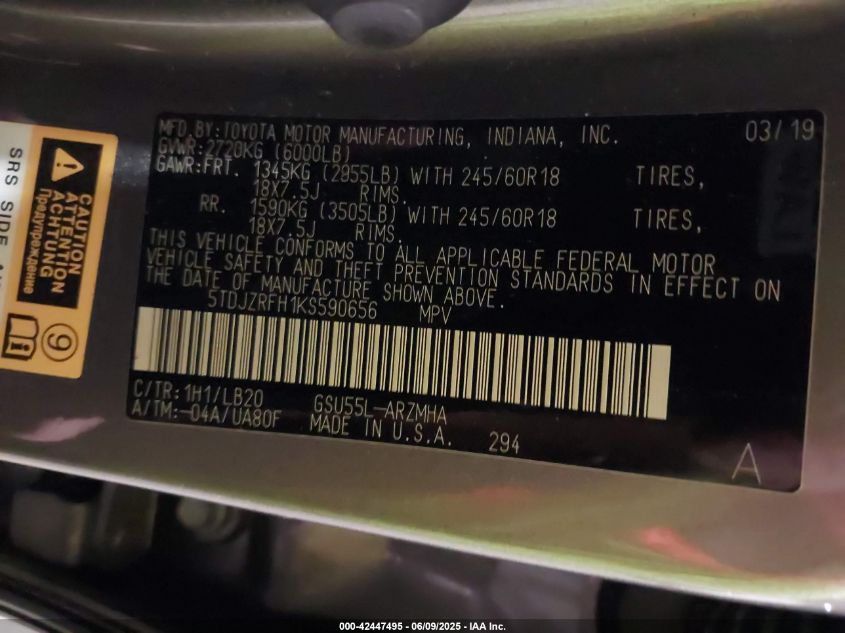 MFD.BY:TOYOTA MOTOR MANUFACTURING, INDIANA, INC. 03/19
GVWR:2720KG (6000LB)
GAWR:FRT. 1345KG (2955LB) WITH 245/60R18 TIRES,
18X7.5J RIMS.
RR. 1590KG (3505LB) WITH 245/60R18 TIRES,
18X7.5J RIMS.
THIS VEHICLE CONFORMS TO ALL APPLICABLE FEDERAL MOTOR
VEHICLE SAFETY AND THEFT PREVENTION STANDARDS IN EFFECT ON
THE DATE OF MANUFACTURE SHOWN ABOVE.
5TDJZRFH1KS590656 MPV
C/TR:1H1/LB20 GSU55L-ARZMHA
A/TM:-04A/UA80F MADE IN U.S.A. 294
A
SRS SIDE
CAUTION
ATTENTION
ACHTUNG
Предупреждение
9
000-42447495 - 06/09/2025 - IAA Inc.